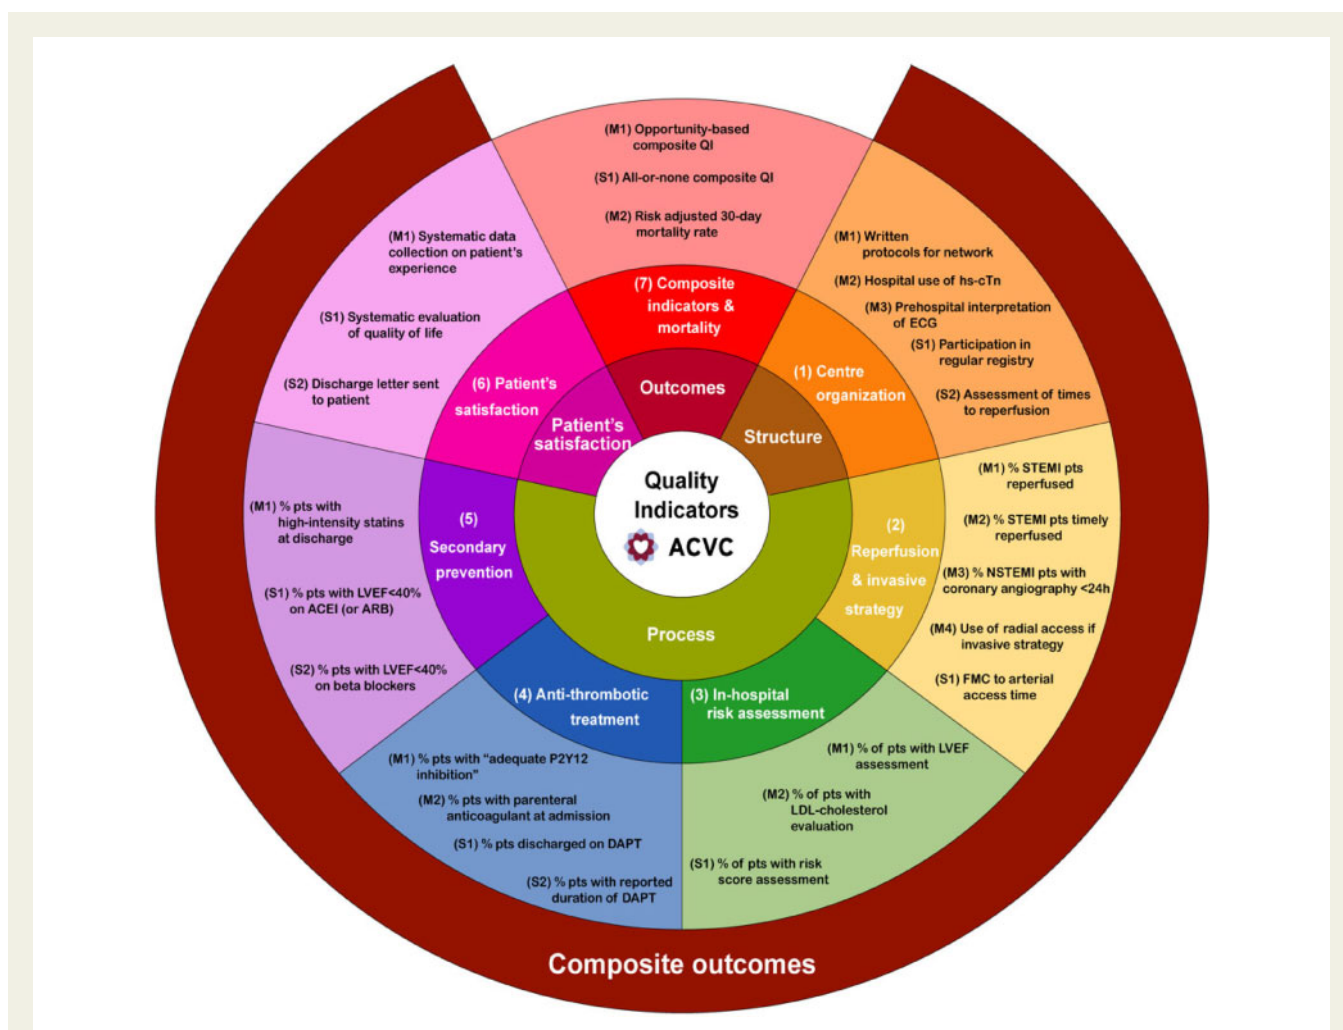 Quality
Indicators
ACVC
Outcomes
Structure
Process
Patient's
satisfaction
(7) Composite
indicators &
mortality
(M1) Opportunity-based
composite QI
(S1) All-or-none composite QI
(M2) Risk adjusted 30-day
mortality rate
(1) Centre
organization
(M1) Written
protocols for network
(M2) Hospital use of hs-cTn
(M3) Prehospital interpretation
of ECG
(S1) Participation in
regular registry
(S2) Assessment of times
to reperfusion
(2)
Reperfusion
& invasive
strategy
(M1) % STEMI pts
reperfused
(M2) % STEMI pts timely
reperfused
(M3) % NSTEMI pts with
coronary angiography <24h
(M4) Use of radial access if
invasive strategy
(S1) FMC to arterial
access time
(3) In-hospital
risk assessment
(M1) % of pts with LVEF
assessment
(M2) % of pts with
LDL-cholesterol
evaluation
(S1) % of pts with risk
score assessment
(4) Anti-thrombotic
treatment
(M1) % pts with “adequate P2Y12
inhibition”
(M2) % pts with parenteral
anticoagulant at admission
(S1) % pts discharged on DAPT
(S2) % pts with reported
duration of DAPT
(5)
Secondary
prevention
(M1) % pts with
high-intensity statins
at discharge
(S1) % pts with LVEF<40%
on ACEI (or ARB)
(S2) % pts with LVEF<40%
on beta blockers
(6) Patient's
satisfaction
(M1) Systematic data
collection on patient's
experience
(S1) Systematic evaluation
of quality of life
(S2) Discharge letter sent
to patient
Composite outcomes